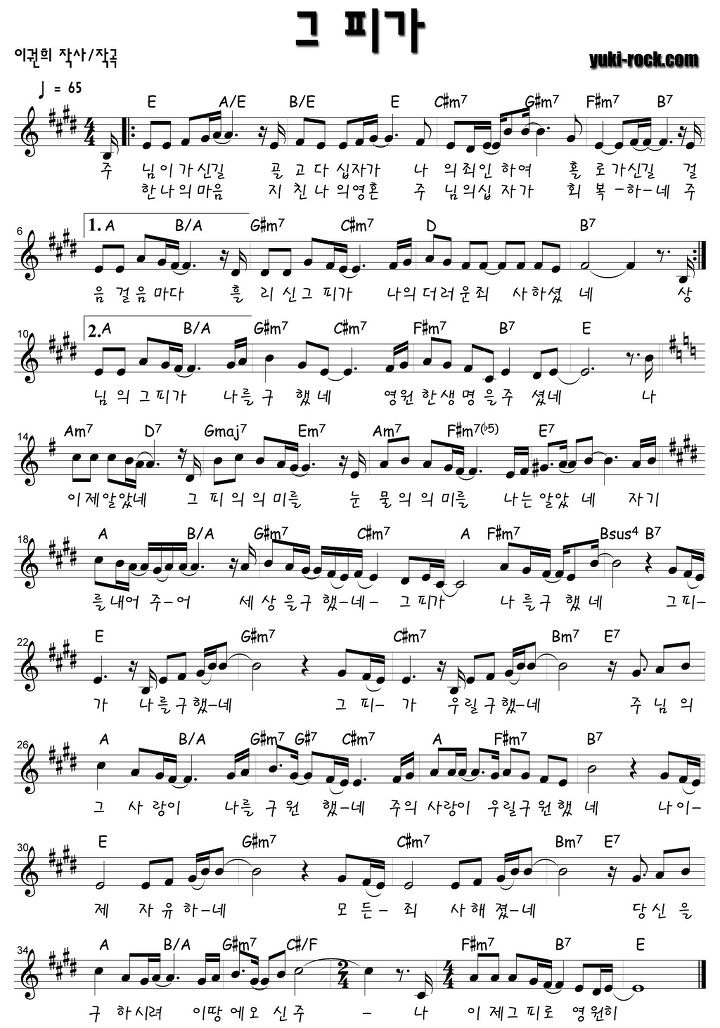 그 피가
이권희 작사/작곡
yuki-rock.com
♩ = 65
E A/E B/E E C#m7 G#m7 F#m7 B7
4/4
주 님이가신길 골고다십자가 나 의죄인하여 홀로가신길 걸
한나의마음 지친나의영혼 주 님의십자가 회복-하네주
1. A B/A G#m7 C#m7 D B7
6
음걸음마다 흘리신그피가 나의더러운죄 사하셨네 상
2. A B/A G#m7 C#m7 F#m7 B7 E
10
님의그피가 나를구했네 영원한생명을주셨네 나
Am7 D7 Gmaj7 Em7 Am7 F#m7(b5) E7
14
이제알았네 그피의의미를 눈물의의미를 나는알았네 자기
A B/A G#m7 C#m7 A F#m7 Bsus4 B7
18
를내어주-어 세상을구했-네- 그피가 나를구했네 그피-
E G#m7 C#m7 Bm7 E7
22
가 나를구했-네 그피-가 우릴구했-네 주님의
A B/A G#m7 G#7 C#m7 A F#m7 B7
26
그사랑이 나를구원했-네 주의사랑이 우릴구원했네 나이-
E G#m7 C#m7 Bm7 E7
30
제 자유하-네 모든-죄 사해졌-네 당신을
A B/A G#m7 C#/F F#m7 B7 E
34
2/4 4/4
구하시려 이땅에오신주 - 나 이제그피로영원히